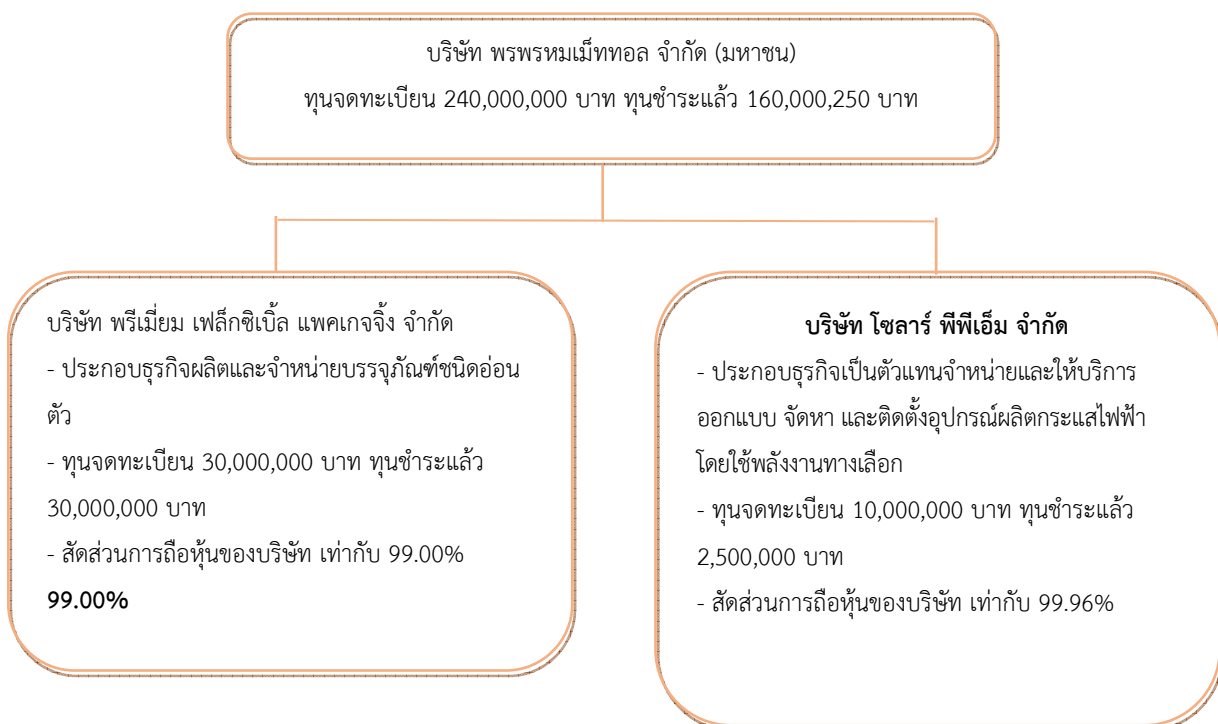 บริษัท พรพรหมเม็ททอล จำกัด (มหาชน)
ทุนจดทะเบียน 240,000,000 บาท ทุนชำระแล้ว 160,000,250 บาท
บริษัท พรีเมี่ยม เฟล็กซิเบิ้ล แพคเกจจิ้ง จำกัด
- ประกอบธุรกิจผลิตและจำหน่ายบรรจุภัณฑ์ชนิดอ่อน
ตัว
- ทุนจดทะเบียน 30,000,000 บาท ทุนชำระแล้ว
30,000,000 บาท
- สัดส่วนการถือหุ้นของบริษัท เท่ากับ 99.00%
99.00%
บริษัท โซลาร์ พีพีเอ็ม จำกัด
- ประกอบธุรกิจเป็นตัวแทนจำหน่ายและให้บริการ
ออกแบบ จัดหา และติดตั้งอุปกรณ์ผลิตกระแสไฟฟ้า
โดยใช้พลังงานทางเลือก
- ทุนจดทะเบียน 10,000,000 บาท ทุนชำระแล้ว
2,500,000 บาท
- สัดส่วนการถือหุ้นของบริษัท เท่ากับ 99.96%